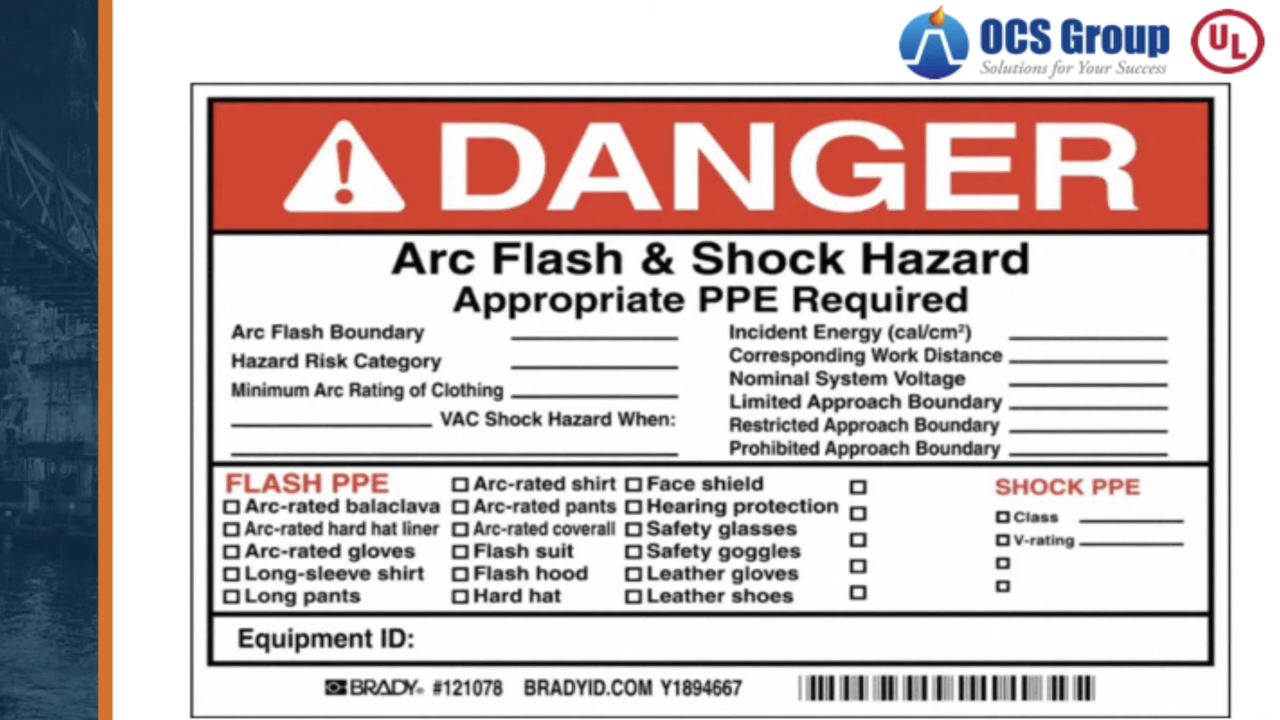 OCS Group
Solutions for Your Success
UL
DANGER
Arc Flash & Shock Hazard
Appropriate PPE Required
Arc Flash Boundary
Hazard Risk Category
Minimum Arc Rating of Clothing
VAC Shock Hazard When:
Incident Energy (cal/cm²)
Corresponding Work Distance
Nominal System Voltage
Limited Approach Boundary
Restricted Approach Boundary
Prohibited Approach Boundary
FLASH PPE
Arc-rated balaclava
Arc-rated hard hat liner
Arc-rated gloves
Long-sleeve shirt
Long pants
Arc-rated shirt
Arc-rated pants
Arc-rated coverall
Flash suit
Flash hood
Hard hat
Face shield
Hearing protection
Safety glasses
Safety goggles
Leather gloves
Leather shoes
SHOCK PPE
Class
V-rating
Equipment ID:
BRADY #121078 BRADYID.COM Y1894667